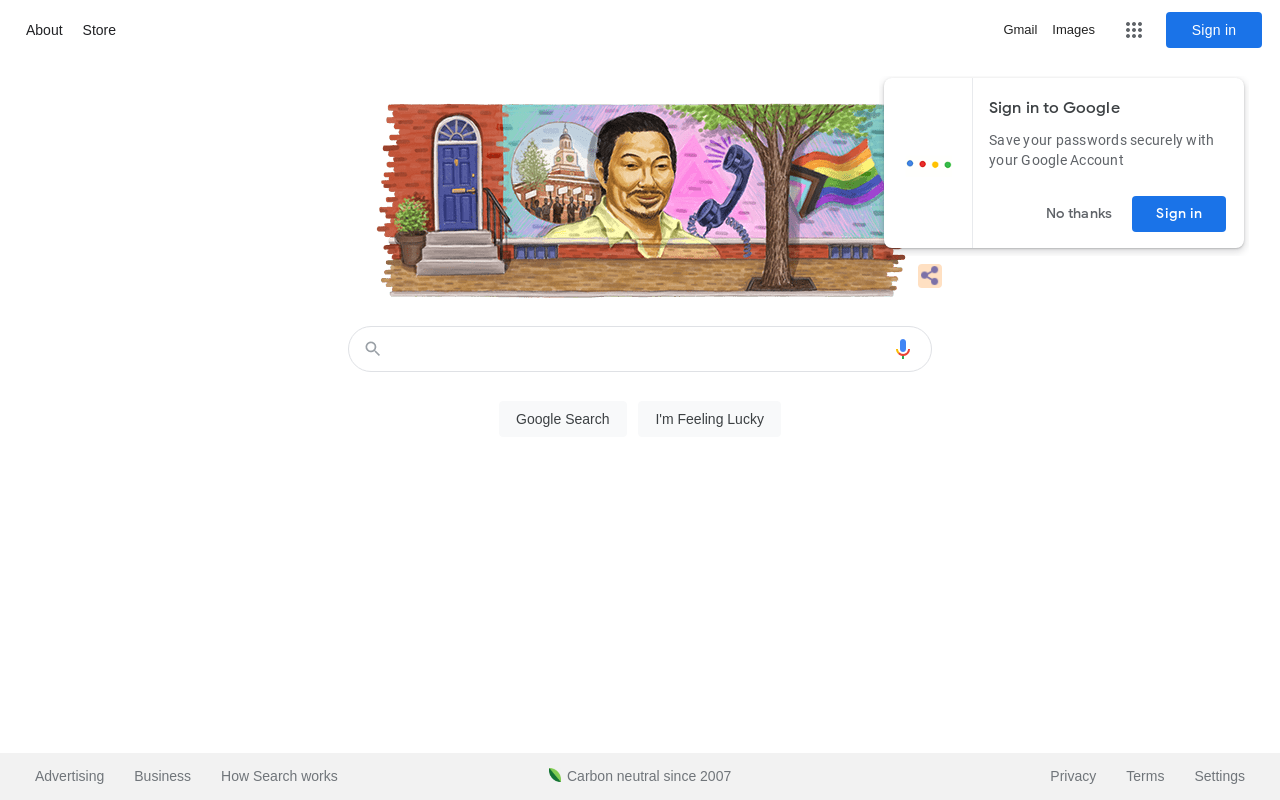 About Store
Gmail Images
Sign in
Sign in to Google
Save your passwords securely with
your Google Account
No thanks Sign in
Google Search I'm Feeling Lucky
Advertising Business How Search works
Carbon neutral since 2007
Privacy Terms Settings